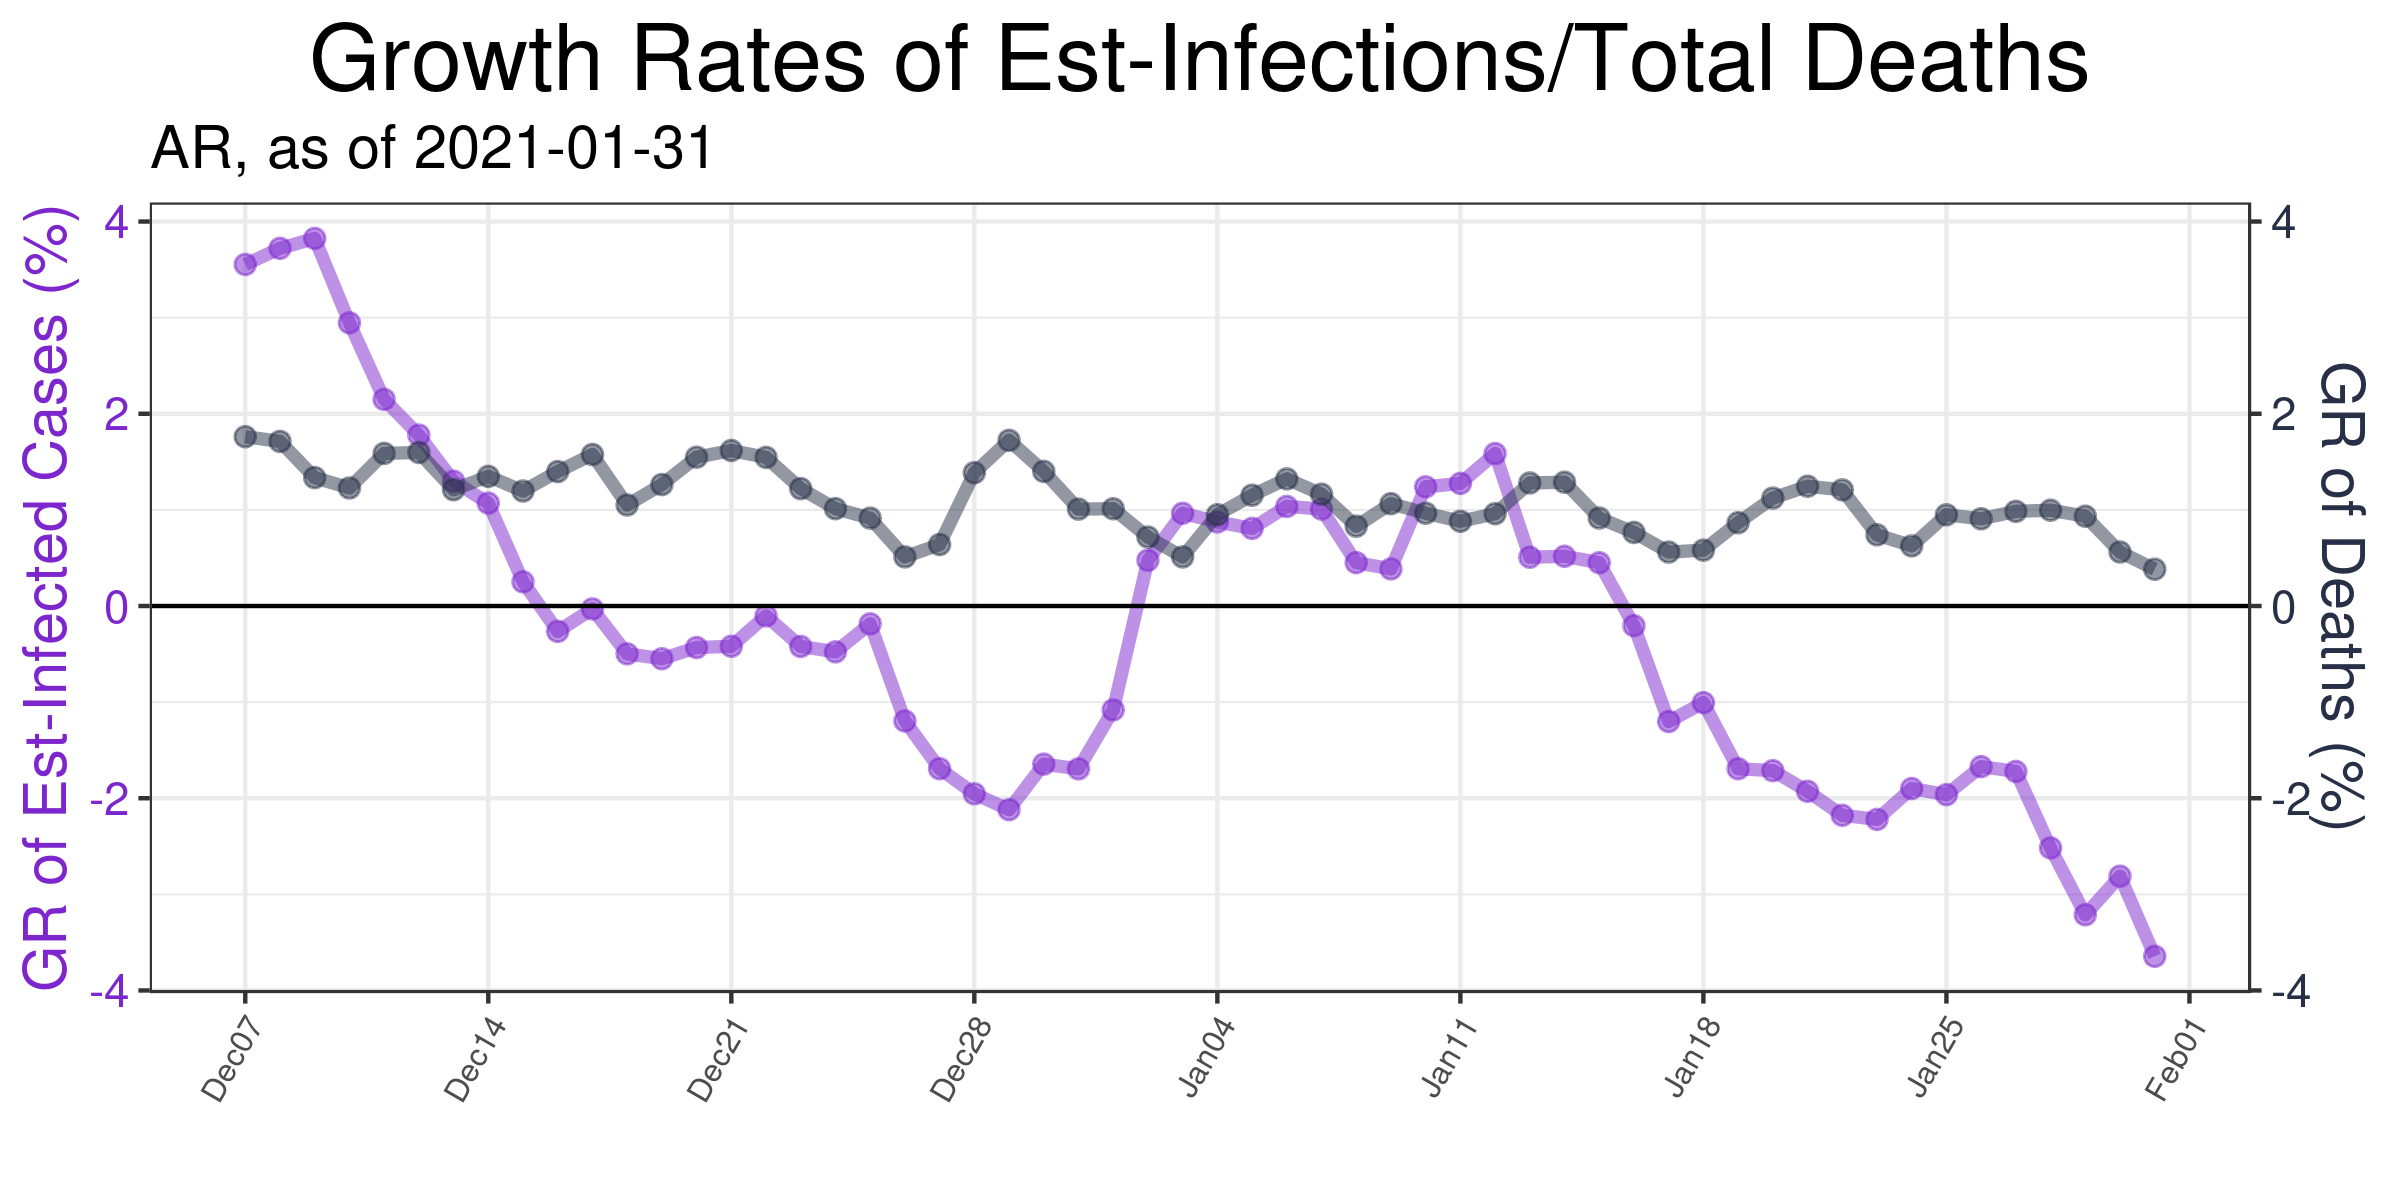 Growth Rates of Est-Infections/Total Deaths
AR, as of 2021-01-31
GR of Est-Infected Cases (%)
4
2
0
-2
-4
4
2
0
-2
-4
GR of Deaths (%)
Dec07
Dec14
Dec21
Dec28
Jan04
Jan11
Jan18
Jan25
Feb01